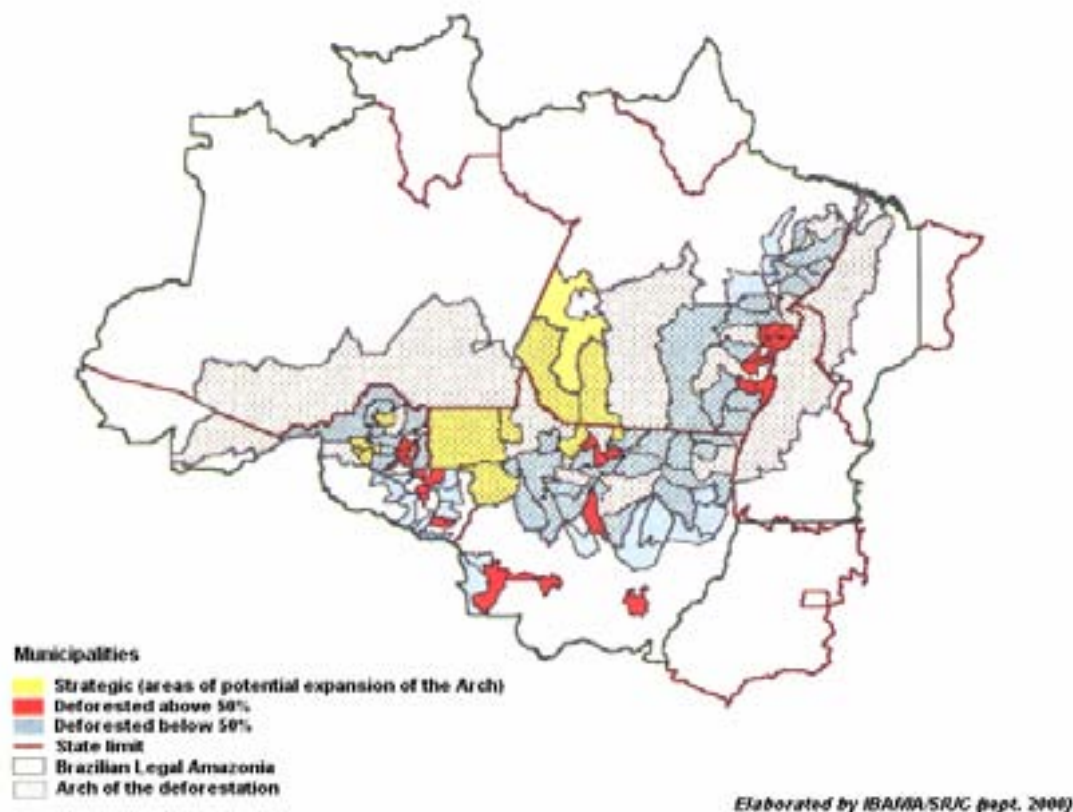 Municipalities
Strategic (areas of potential expansion of the Arch)
Deforested above 50%
Deforested below 50%
State limit
Brazilian Legal Amazonia
Arch of the deforestation
Elaborated by IBAMA/SRJC (sept, 2000)